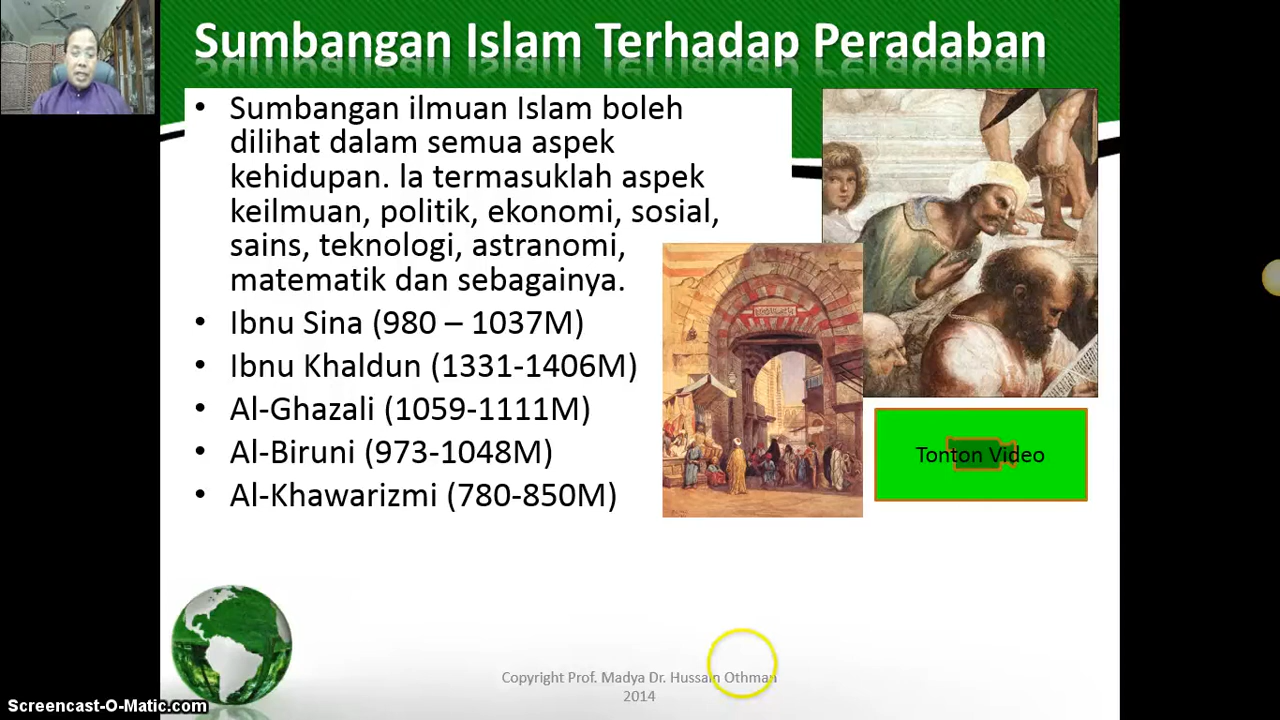 Sumbangan Islam Terhadap Peradaban
• Sumbangan ilmuan Islam boleh
dilihat dalam semua aspek
kehidupan. Ia termasuklah aspek
keilmuan, politik, ekonomi, sosial,
sains, teknologi, astranomi,
matematik dan sebagainya.
• Ibnu Sina (980 – 1037M)
• Ibnu Khaldun (1331-1406M)
• Al-Ghazali (1059-1111M)
• Al-Biruni (973-1048M)
• Al-Khawarizmi (780-850M)
Tonton Video
Copyright Prof. Madya Dr. Hussain Othman
2014
Screencast-O-Matic.com